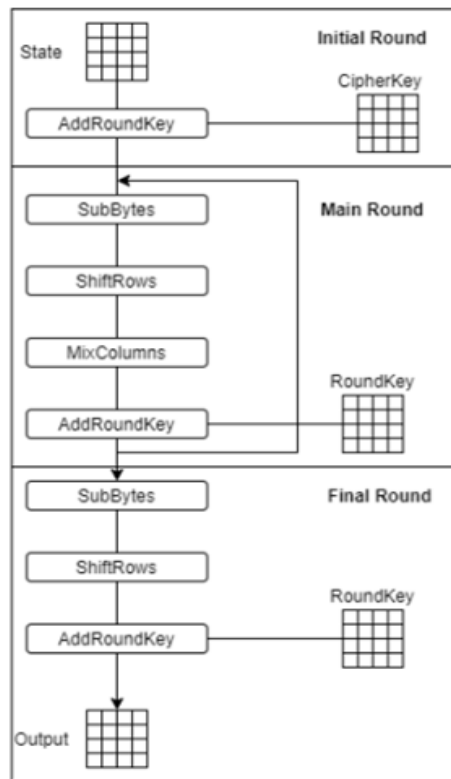 Initial Round
State
CipherKey
AddRoundKey
SubBytes
Main Round
ShiftRows
MixColumns
RoundKey
AddRoundKey
SubBytes
Final Round
ShiftRows
RoundKey
AddRoundKey
Output